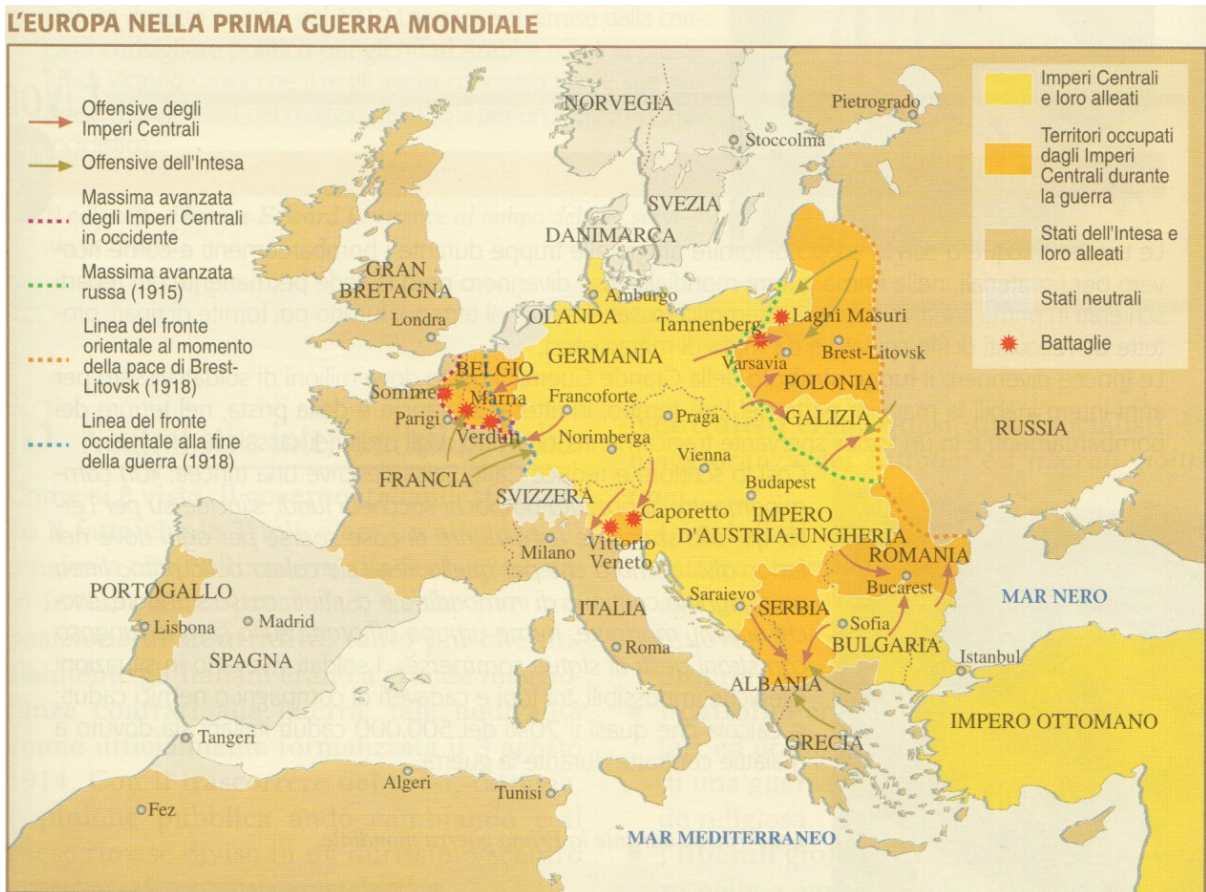 L'EUROPA NELLA PRIMA GUERRA MONDIALE
Offensive degli
Imperi Centrali
Offensive dell'Intesa
Massima avanzata
degli Imperi Centrali
in occidente
Massima avanzata
russa (1915)
Linea del fronte
orientale al momento
della pace di Brest-
Litovsk (1918)
Linea del fronte
occidentale alla fine
della guerra (1918)
Imperi Centrali
e loro alleati
Territori occupati
dagli Imperi
Centrali durante
la guerra
Stati dell'Intesa e
loro alleati
Stati neutrali
Battaglie
NORVEGIA
Pietrogrado
Stoccolma
SVEZIA
DANIMARCA
GRAN
BRETAGNA
Amburgo
Londra
OLANDA
Tannenberg
Laghi Masuri
GERMANIA
Varsavia
Brest-Litovsk
BELGIO
POLONIA
Somme
Marna
Francoforte
Parigi
Praga
GALIZIA
Verdun
Norimberga
RUSSIA
Vienna
FRANCIA
SVIZZERA
Budapest
Caporetto
IMPERO
D'AUSTRIA-UNGHERIA
Milano
Vittorio
Veneto
ROMANIA
Bucarest
PORTOGALLO
Saraievo
SERBIA
MAR NERO
ITALIA
Lisbona
Madrid
Sofia
BULGARIA
Roma
SPAGNA
Istanbul
ALBANIA
IMPERO OTTOMANO
Tangeri
GRECIA
Algeri
Tunisi
Fez
MAR MEDITERRANEO